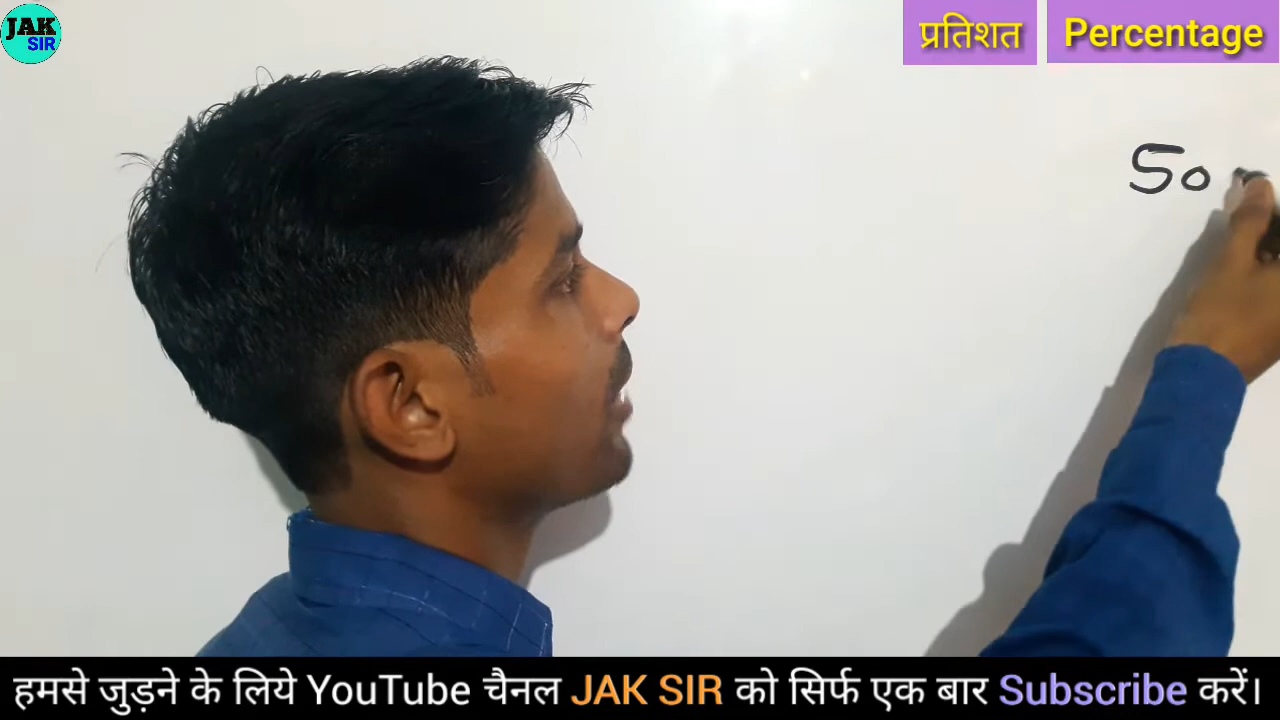 JAK
SIR
प्रतिशत Percentage
50
हमसे जुड़ने के लिये YouTube चैनल JAK SIR को सिर्फ एक बार Subscribe करें।